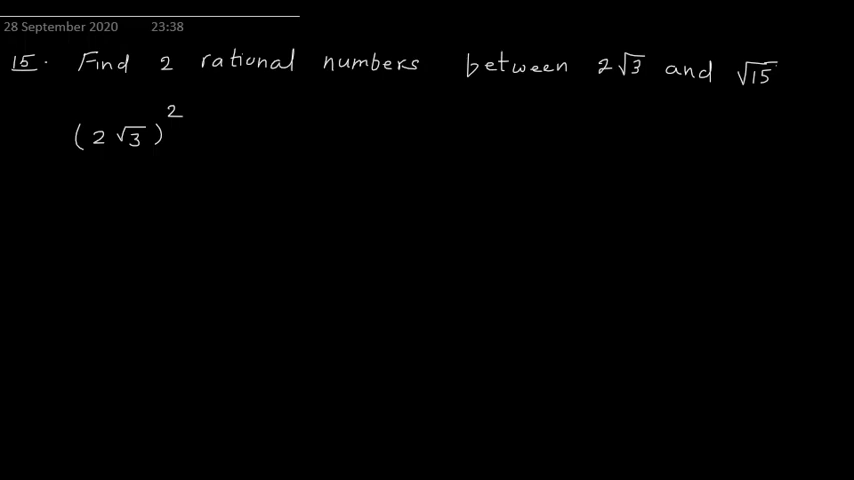 28 September 2020 23:38
15. Find 2 rational numbers between 2√3 and √15
(2√3)²